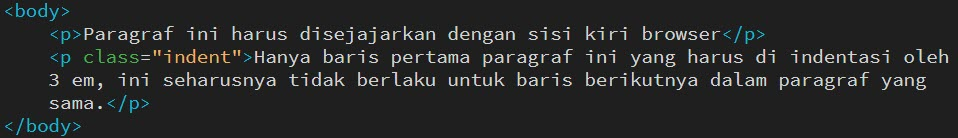 <body>
<p>Paragraf ini harus disejajarkan dengan sisi kiri browser</p>
<p class="indent">Hanya baris pertama paragraf ini yang harus di indentasi oleh
3 em, ini seharusnya tidak berlaku untuk baris berikutnya dalam paragraf yang
sama.</p>
</body>